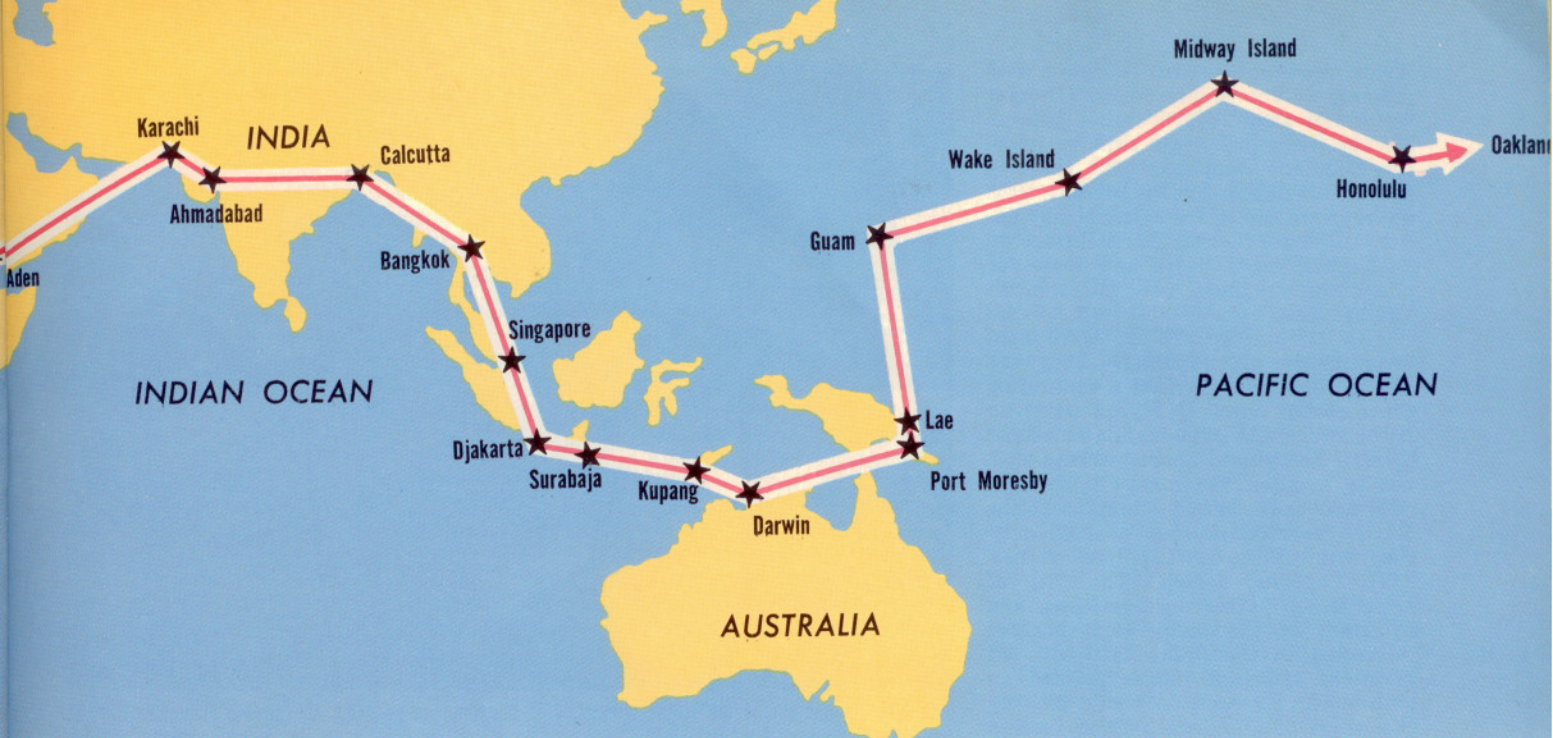 Midway Island
Karachi
INDIA
Calcutta
Oaklan
Wake Island
Honolulu
Ahmadabad
Guam
Bangkok
Aden
Singapore
INDIAN OCEAN
PACIFIC OCEAN
Lae
Djakarta
Surabaja
Kupang
Port Moresby
Darwin
AUSTRALIA